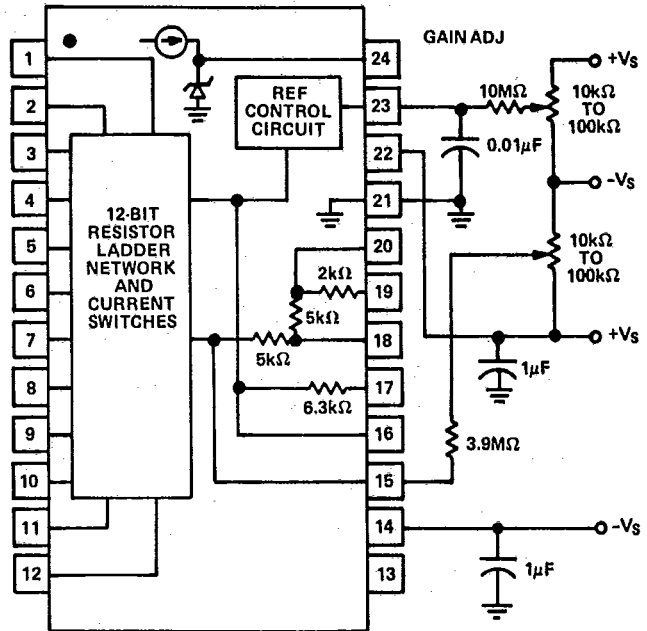 GAIN ADJ
1
2
3
4
5
6
7
8
9
10
11
12
REF
CONTROL
CIRCUIT
12-BIT
RESISTOR
LADDER
NETWORK
AND
CURRENT
SWITCHES
2kΩ
5kΩ
5kΩ
6.3kΩ
24
23
22
21
20
19
18
17
16
15
14
13
10MΩ
0.01μF
+VS
10kΩ
TO
100kΩ
-VS
10kΩ
TO
100kΩ
+VS
1μF
3.9MΩ
-VS
1μF